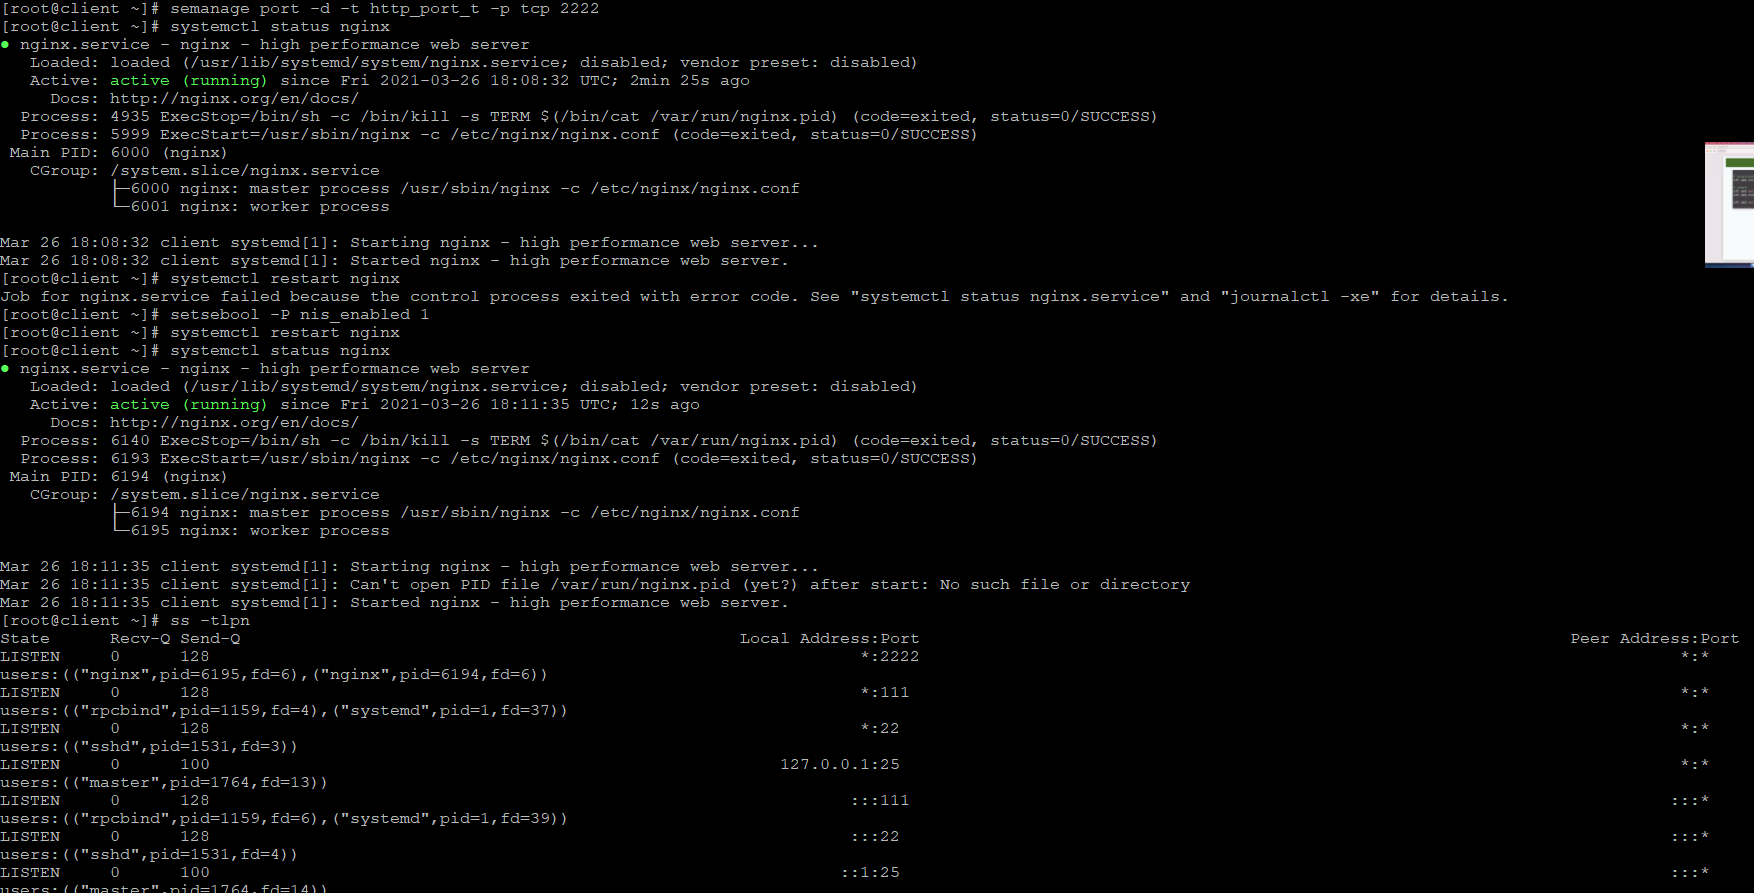 [root@client ~]# semanage port -d -t http_port_t -p tcp 2222
[root@client ~]# systemctl status nginx
● nginx.service - nginx - high performance web server
   Loaded: loaded (/usr/lib/systemd/system/nginx.service; disabled; vendor preset: disabled)
   Active: active (running) since Fri 2021-03-26 18:08:32 UTC; 2min 25s ago
     Docs: http://nginx.org/en/docs/
  Process: 4935 ExecStop=/bin/sh -c /bin/kill -s TERM $(/bin/cat /var/run/nginx.pid) (code=exited, status=0/SUCCESS)
  Process: 5999 ExecStart=/usr/sbin/nginx -c /etc/nginx/nginx.conf (code=exited, status=0/SUCCESS)
 Main PID: 6000 (nginx)
   CGroup: /system.slice/nginx.service
           ├─6000 nginx: master process /usr/sbin/nginx -c /etc/nginx/nginx.conf
           └─6001 nginx: worker process
Mar 26 18:08:32 client systemd[1]: Starting nginx - high performance web server...
Mar 26 18:08:32 client systemd[1]: Started nginx - high performance web server.
[root@client ~]# systemctl restart nginx
Job for nginx.service failed because the control process exited with error code. See "systemctl status nginx.service" and "journalctl -xe" for details.
[root@client ~]# setsebool -P nis_enabled 1
[root@client ~]# systemctl restart nginx
[root@client ~]# systemctl status nginx
● nginx.service - nginx - high performance web server
   Loaded: loaded (/usr/lib/systemd/system/nginx.service; disabled; vendor preset: disabled)
   Active: active (running) since Fri 2021-03-26 18:11:35 UTC; 12s ago
     Docs: http://nginx.org/en/docs/
  Process: 6140 ExecStop=/bin/sh -c /bin/kill -s TERM $(/bin/cat /var/run/nginx.pid) (code=exited, status=0/SUCCESS)
  Process: 6193 ExecStart=/usr/sbin/nginx -c /etc/nginx/nginx.conf (code=exited, status=0/SUCCESS)
 Main PID: 6194 (nginx)
   CGroup: /system.slice/nginx.service
           ├─6194 nginx: master process /usr/sbin/nginx -c /etc/nginx/nginx.conf
           └─6195 nginx: worker process
Mar 26 18:11:35 client systemd[1]: Starting nginx - high performance web server...
Mar 26 18:11:35 client systemd[1]: Can't open PID file /var/run/nginx.pid (yet?) after start: No such file or directory
Mar 26 18:11:35 client systemd[1]: Started nginx - high performance web server.
[root@client ~]# ss -tlpn
State      Recv-Q Send-Q                    Local Address:Port                    Peer Address:Port
LISTEN     0      128                                   *:2222                               *:*
users:(("nginx",pid=6195,fd=6),("nginx",pid=6194,fd=6))
LISTEN     0      128                                   *:111                                *:*
users:(("rpcbind",pid=1159,fd=4),("systemd",pid=1,fd=37))
LISTEN     0      128                                   *:22                                 *:*
users:(("sshd",pid=1531,fd=3))
LISTEN     0      100                           127.0.0.1:25                                 *:*
users:(("master",pid=1764,fd=13))
LISTEN     0      128                                  :::111                               :::*
users:(("rpcbind",pid=1159,fd=6),("systemd",pid=1,fd=39))
LISTEN     0      128                                  :::22                                :::*
users:(("sshd",pid=1531,fd=4))
LISTEN     0      100                                 ::1:25                                :::*
users:(("master",pid=1764,fd=14))